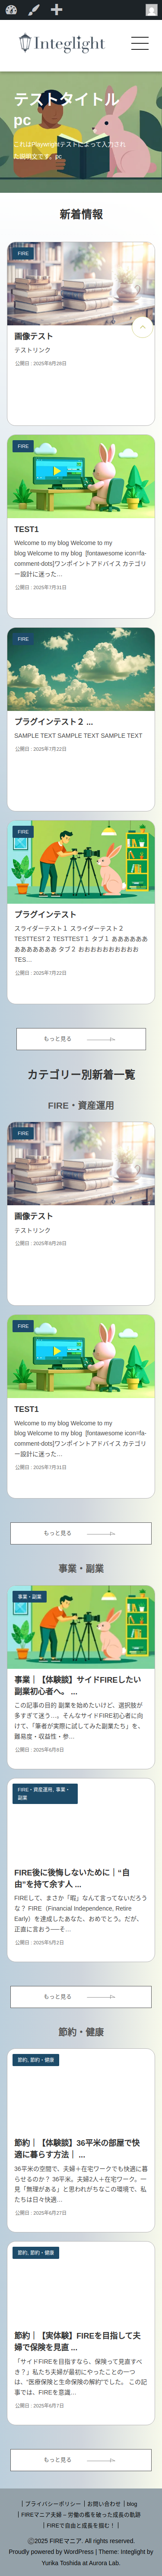 Integlight
テストタイトル
pc
これはPlaywrightテストによって入力され
た説明文です。pc
新着情報
FIRE
画像テスト
テストリンク
公開日 : 2025年8月26日
FIRE
TEST1
Welcome to my blog Welcome to my
blog Welcome to my blog [fontawesome icon=fa-
comment-dots]ワンポイントアドバイス カテゴリ
ー設計に迷った…
公開日 : 2025年7月31日
FIRE
プラグインテスト２ ...
SAMPLE TEXT SAMPLE TEXT SAMPLE TEXT
公開日 : 2025年7月22日
FIRE
プラグインテスト
スライダーテスト１ スライダーテスト２
TESTTEST２ TESTTEST１ タブ１ ああああああ
あああああああ タブ２ おおおおおおおおおお
TES…
公開日 : 2025年7月22日
もっと見る
カテゴリー別新着一覧
FIRE・資産運用
FIRE
画像テスト
テストリンク
公開日 : 2025年8月26日
FIRE
TEST1
Welcome to my blog Welcome to my
blog Welcome to my blog [fontawesome icon=fa-
comment-dots]ワンポイントアドバイス カテゴリ
ー設計に迷った…
公開日 : 2025年7月31日
もっと見る
事業・副業
事業・副業
事業｜【体験談】サイドFIREしたい
副業初心者へ。 ...
この記事の目的 副業を始めたいけど、選択肢が
多すぎて迷う…。そんなサイドFIRE初心者に向
けて、「筆者が実際に試してみた副業たち」を、
難易度・収益性・参…
公開日 : 2025年6月9日
FIRE・資産運用, 事業・
副業
FIRE後に後悔しないために｜“自
由”を持て余す人 ...
FIREして、まさか「暇」なんて言ってないだろう
な？ FIRE（Financial Independence, Retire
Early）を達成したあなた、おめでとう。だが、
正直に言おう——そ…
公開日 : 2025年5月2日
もっと見る
節約・健康
節約, 節約・健康
節約｜【体験談】36平米の部屋で快
適に暮らす方法｜ ...
36平米の空間で、夫婦＋在宅ワークでも快適に暮
らせるのか？ 36平米。夫婦2人＋在宅ワーク。一
見「無理がある」と思われがちなこの環境で、私
たちは日々快適…
公開日 : 2025年6月27日
節約, 節約・健康
節約｜【実体験】FIREを目指して夫
婦で保険を見直 ...
「サイドFIREを目指すなら、保険って見直すべ
き？」私たち夫婦が最初にやったことの一つ
は、“医療保険と生命保険の解約”でした。 この記
事では、FIREを意識…
公開日 : 2025年6月7日
もっと見る
| プライバシーポリシー | お問い合わせ | blog
| FIREマニア夫婦 – 労働の檻を破った成長の軌跡
| FIREで自由と成長を掴む！ |
Ⓒ2025 FIREマニア. All rights reserved.
Proudly powered by WordPress | Theme: Integlight by
Yurika Toshida at Aurora Lab.